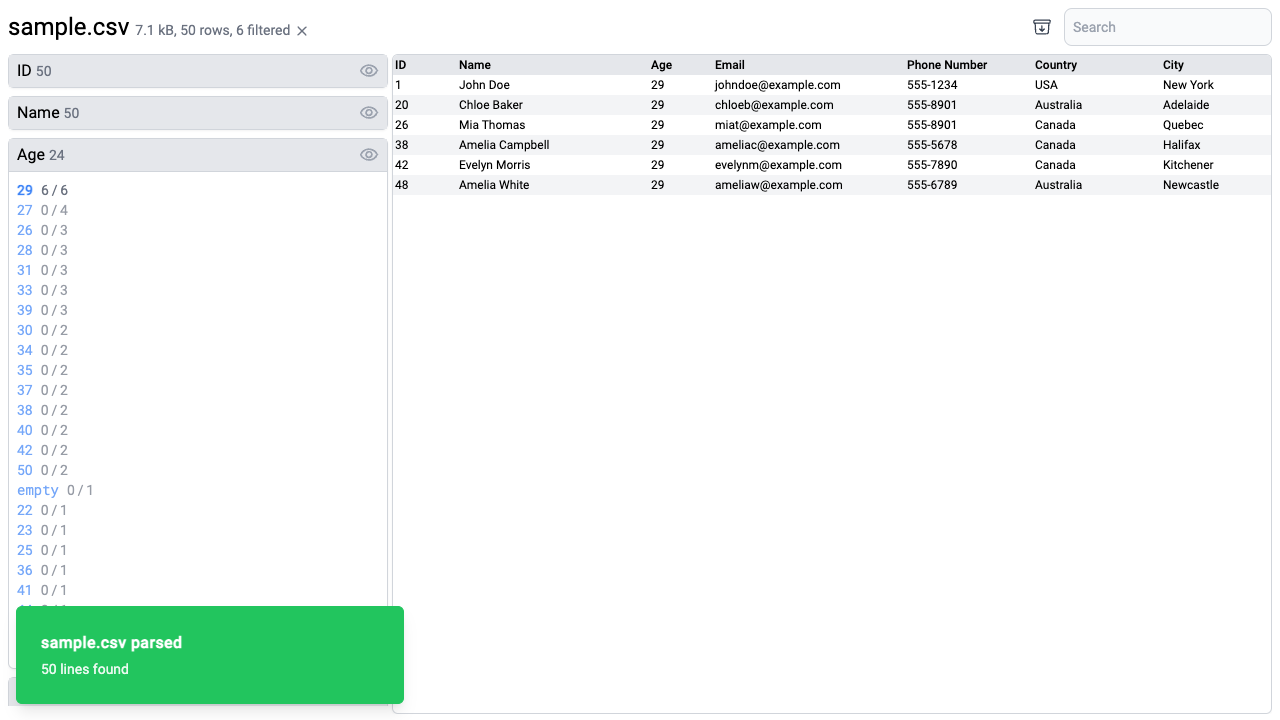 sample.csv 7.1 kB, 50 rows, 6 filtered
Search
ID 50
Name 50
Age 24
29 6 / 6
27 0 / 4
26 0 / 3
28 0 / 3
31 0 / 3
33 0 / 3
39 0 / 3
30 0 / 2
34 0 / 2
35 0 / 2
37 0 / 2
38 0 / 2
40 0 / 2
42 0 / 2
50 0 / 2
empty 0 / 1
22 0 / 1
23 0 / 1
25 0 / 1
36 0 / 1
41 0 / 1
ID Name Age Email Phone Number Country City
1 John Doe 29 johndoe@example.com 555-1234 USA New York
20 Chloe Baker 29 chloeb@example.com 555-8901 Australia Adelaide
26 Mia Thomas 29 miat@example.com 555-8901 Canada Quebec
38 Amelia Campbell 29 ameliac@example.com 555-5678 Canada Halifax
42 Evelyn Morris 29 evelynm@example.com 555-7890 Canada Kitchener
48 Amelia White 29 ameliaw@example.com 555-6789 Australia Newcastle
sample.csv parsed
50 lines found